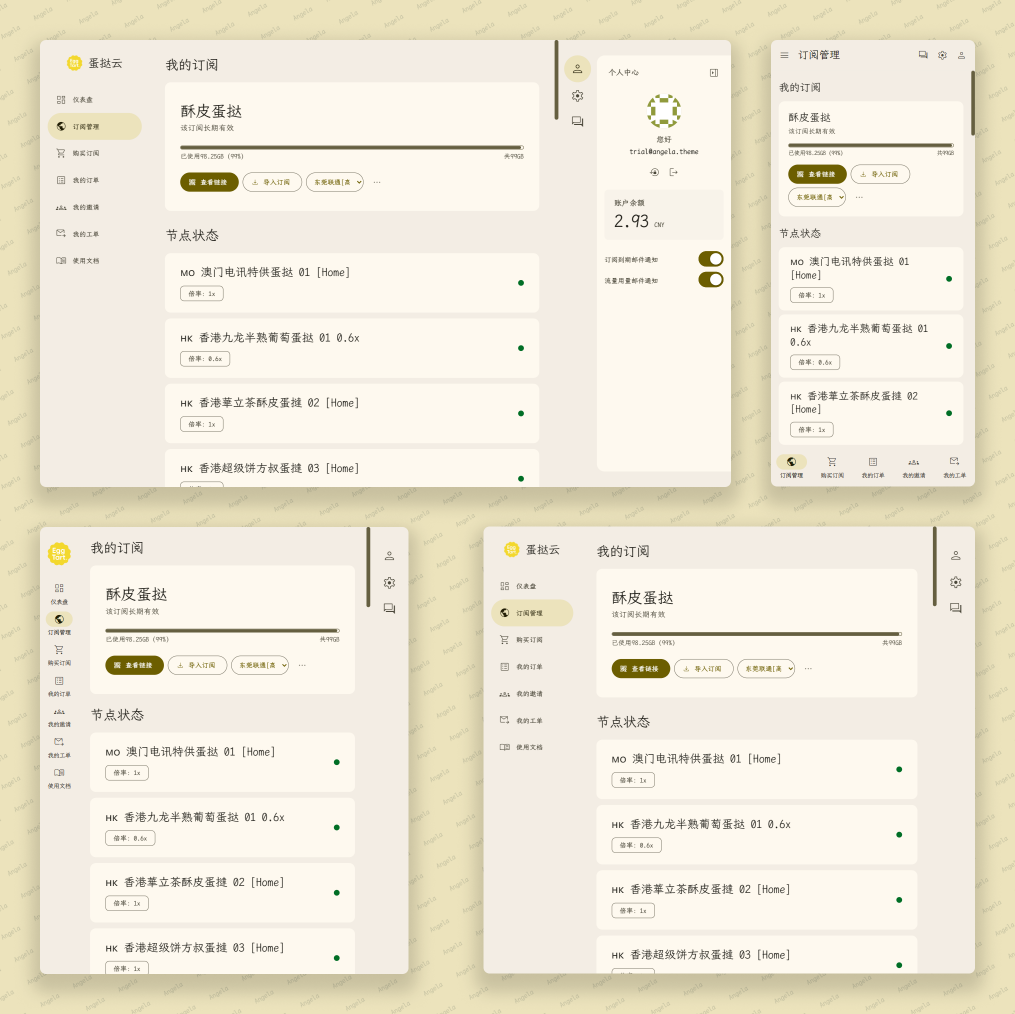 蛋挞云
仪表盘
订阅管理
购买订阅
我的订单
我的邀请
我的工单
使用文档
我的订阅
酥皮蛋挞
该订阅长期有效
已使用98.25GB (99%) 共99GB
查看链接 导入订阅 东莞联通[高 ⋯
节点状态
MO 澳门电讯特供蛋挞 01 [Home]
倍率: 1x
HK 香港九龙半熟葡萄蛋挞 01 0.6x
倍率: 0.6x
HK 香港華立茶酥皮蛋撻 02 [Home]
倍率: 1x
HK 香港超级饼方叔蛋撻 03 [Home]
倍率: 1x
个人中心
您好
trial@angela.theme
账户余额
2.93 CNY
订阅到期邮件通知
流量用量邮件通知
订阅管理
我的订阅
酥皮蛋挞
该订阅长期有效
已使用98.25GB (99%) 共99GB
查看链接 导入订阅
东莞联通[高 ⋯
节点状态
MO 澳门电讯特供蛋挞 01
[Home]
倍率: 1x
HK 香港九龙半熟葡萄蛋挞 01
0.6x
倍率: 0.6x
HK 香港華立茶酥皮蛋撻 02
[Home]
倍率: 1x
订阅管理 购买订阅 我的订单 我的邀请 我的工单
Egg
Tart
仪表盘
订阅管理
购买订阅
我的订单
我的邀请
我的工单
使用文档
我的订阅
酥皮蛋挞
该订阅长期有效
已使用98.25GB (99%) 共99GB
查看链接 导入订阅 东莞联通[高 ⋯
节点状态
MO 澳门电讯特供蛋挞 01 [Home]
倍率: 1x
HK 香港九龙半熟葡萄蛋挞 01 0.6x
倍率: 0.6x
HK 香港華立茶酥皮蛋撻 02 [Home]
倍率: 1x
HK 香港超级饼方叔蛋撻 03 [Home]
倍率: 1x
蛋挞云
仪表盘
订阅管理
购买订阅
我的订单
我的邀请
我的工单
使用文档
我的订阅
酥皮蛋挞
该订阅长期有效
已使用98.25GB (99%) 共99GB
查看链接 导入订阅 东莞联通[高 ⋯
节点状态
MO 澳门电讯特供蛋挞 01 [Home]
倍率: 1x
HK 香港九龙半熟葡萄蛋挞 01 0.6x
倍率: 0.6x
HK 香港華立茶酥皮蛋撻 02 [Home]
倍率: 1x
HK 香港超级饼方叔蛋撻 03 [Home]
Angela